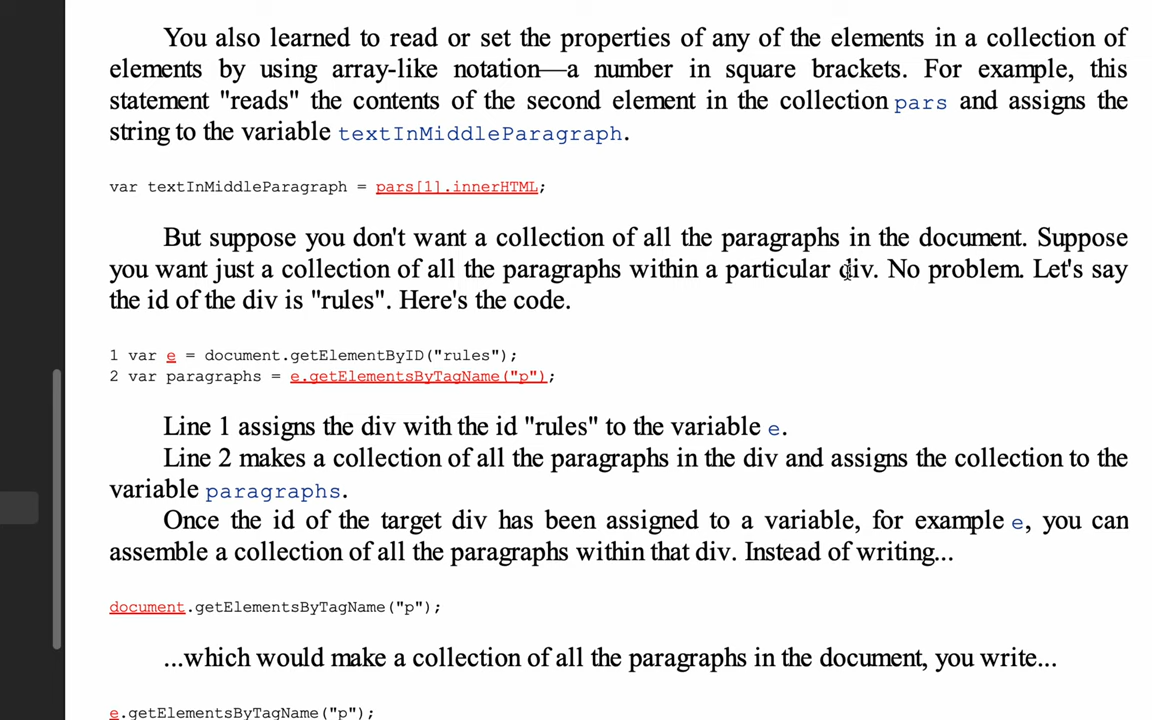 You also learned to read or set the properties of any of the elements in a collection of
elements by using array-like notation—a number in square brackets. For example, this
statement "reads" the contents of the second element in the collection pars and assigns the
string to the variable textInMiddleParagraph.
var textInMiddleParagraph = pars[1].innerHTML;
But suppose you don't want a collection of all the paragraphs in the document. Suppose
you want just a collection of all the paragraphs within a particular div. No problem. Let's say
the id of the div is "rules". Here's the code.
1 var e = document.getElementByID("rules");
2 var paragraphs = e.getElementsByTagName("p");
Line 1 assigns the div with the id "rules" to the variable e.
Line 2 makes a collection of all the paragraphs in the div and assigns the collection to the
variable paragraphs.
Once the id of the target div has been assigned to a variable, for example e, you can
assemble a collection of all the paragraphs within that div. Instead of writing...
document.getElementsByTagName("p");
...which would make a collection of all the paragraphs in the document, you write...
e.getElementsByTagName("p");